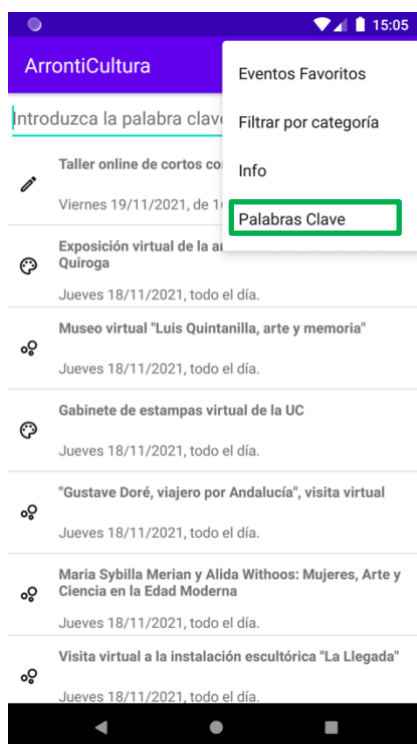 15:05
ArrontiCultura
Eventos Favoritos
Introduzca la palabra clav
Filtrar por categoría
Info
Palabras Clave
Taller online de cortos co
Viernes 19/11/2021, de 1
Exposición virtual de la a
Quiroga
Jueves 18/11/2021, todo el día.
Museo virtual "Luis Quintanilla, arte y memoria"
Jueves 18/11/2021, todo el día.
Gabinete de estampas virtual de la UC
Jueves 18/11/2021, todo el día.
"Gustave Doré, viajero por Andalucía", visita virtual
Jueves 18/11/2021, todo el día.
Maria Sybilla Merian y Alida Withoos: Mujeres, Arte y
Ciencia en la Edad Moderna
Jueves 18/11/2021, todo el día.
Visita virtual a la instalación escultórica "La Llegada"
Jueves 18/11/2021, todo el día.